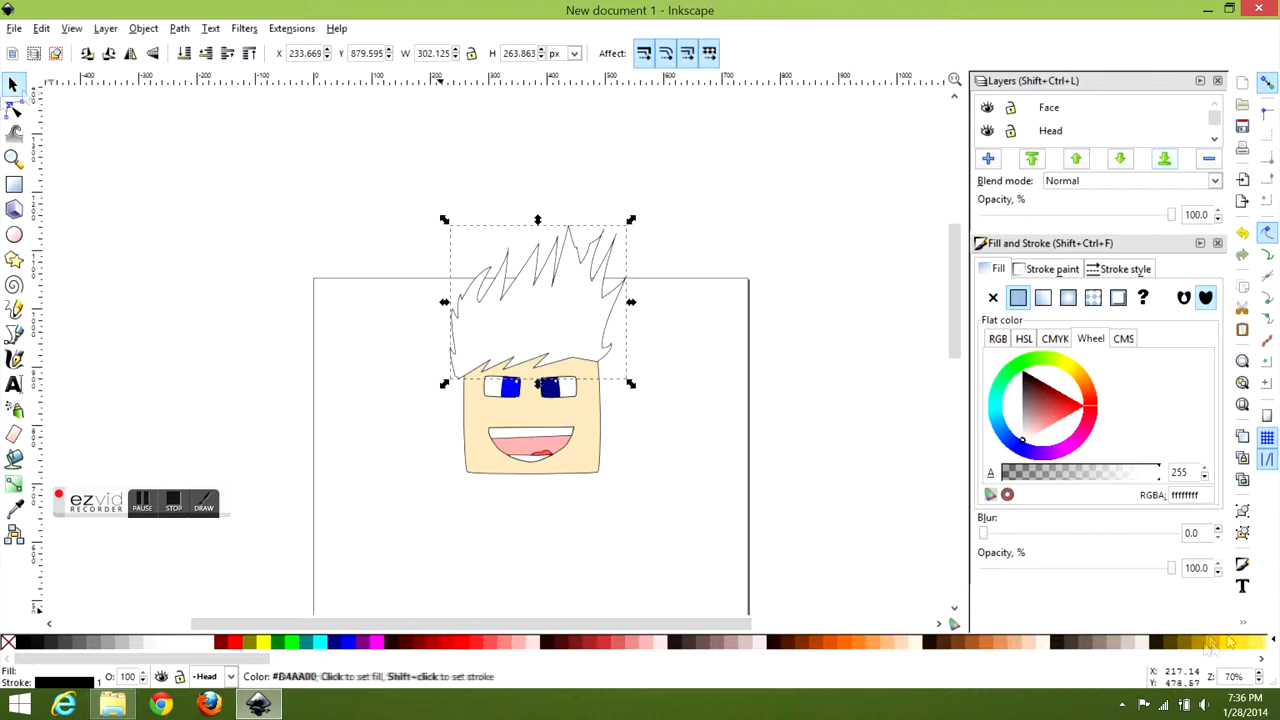 New document 1 - Inkscape
File Edit View Layer Object Path Text Filters Extensions Help
X 233.669 Y 879.595 W 302.125 H 263.863 px Affect:
Layers (Shift+Ctrl+L)
Face
Head
Blend mode: Normal
Opacity, % 100.0
Fill and Stroke (Shift+Ctrl+F)
Fill Stroke paint Stroke style
Flat color
RGB HSL CMYK Wheel CMS
A 255
RGBA: ffffffff
Blur:
0.0
Opacity, %
100.0
ezvid
RECORDER
PAUSE STOP DRAW
Fill:
Stroke: 1 O: 100 Head Color: #D4AA00; Click to set fill, Shift+click to set stroke
X: 217.14
Y: 478.57
Z: 70%
7:36 PM
1/28/2014